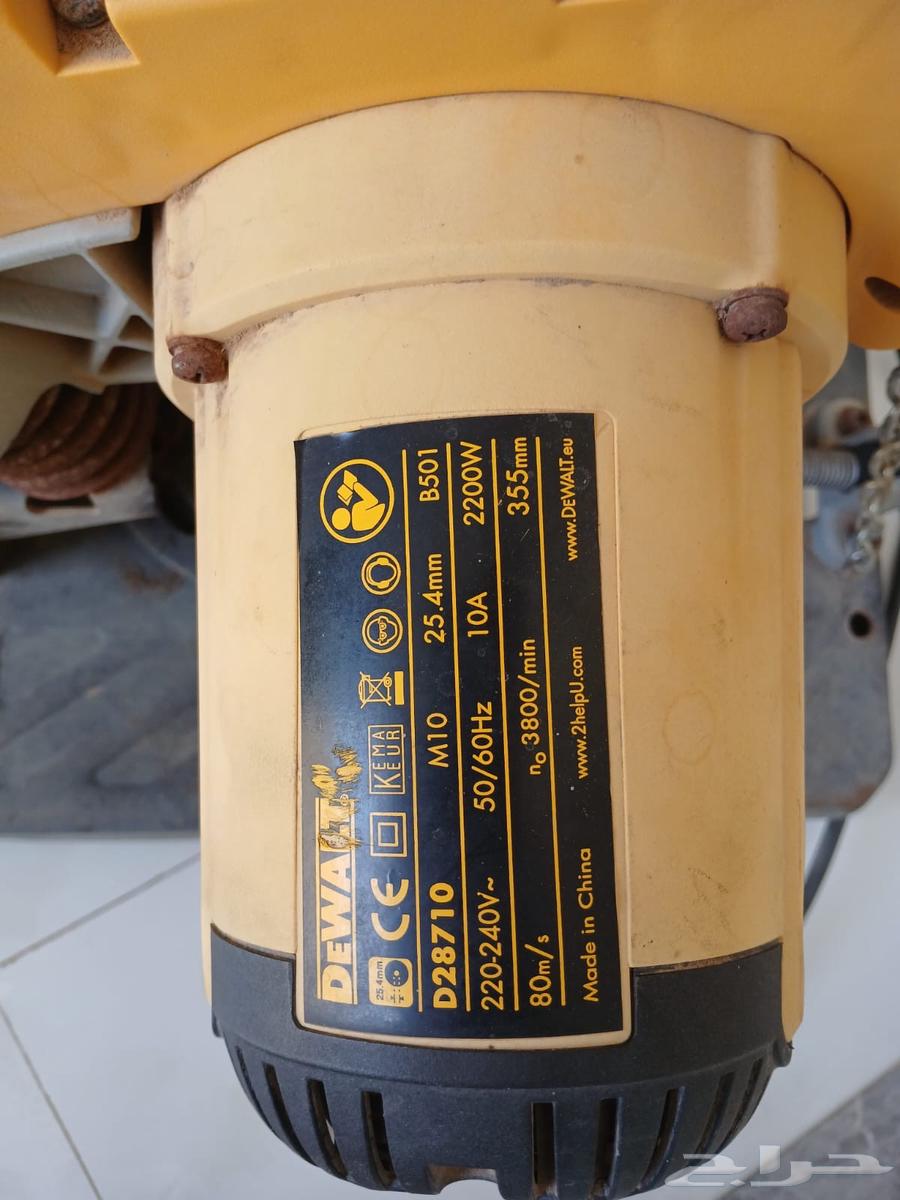 DEWALT
25.4mm
CE
KEMA
KEUR
D28710 M10 25.4mm B501
220-240V~ 50/60Hz 10A 2200W
80m/s n₀ 3800/min 355mm
Made in China www.2helpU.com www.DEWALT.eu
حراج